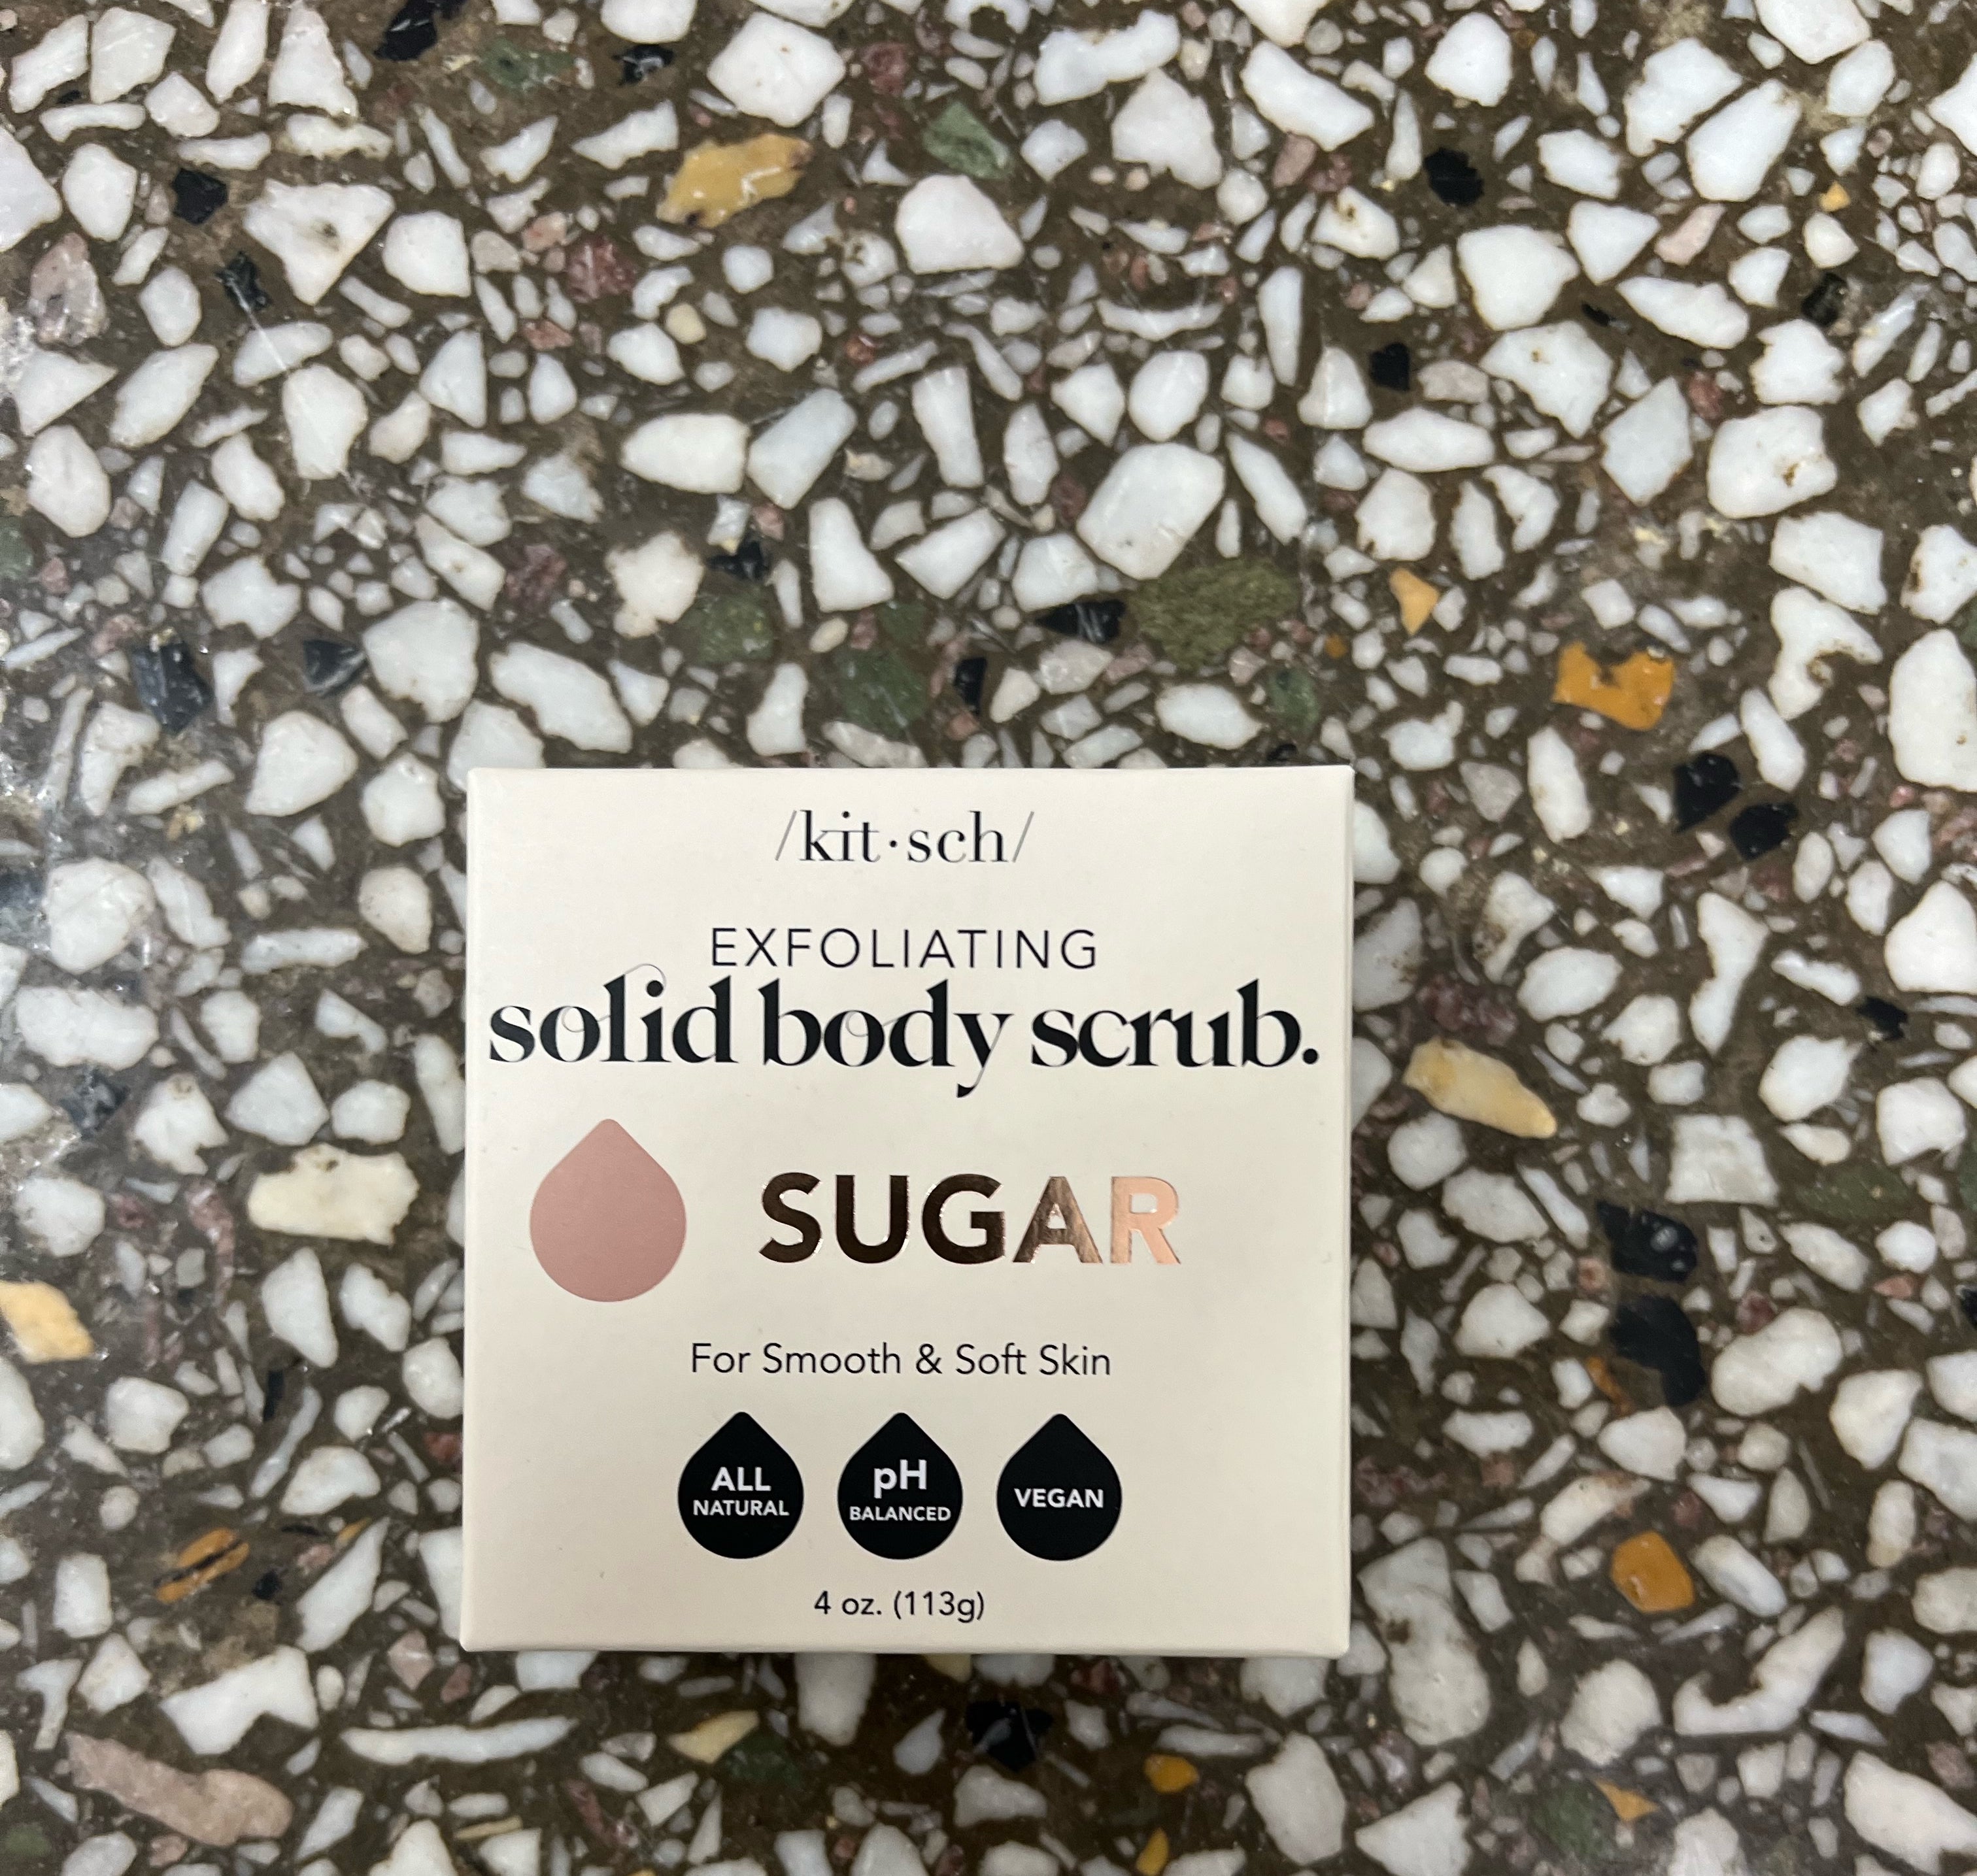 /kit·sch/
EXFOLIATING
solid body scrub.
SUGAR
For Smooth & Soft Skin
ALL
NATURAL
pH
BALANCED
VEGAN
4 oz. (113g)